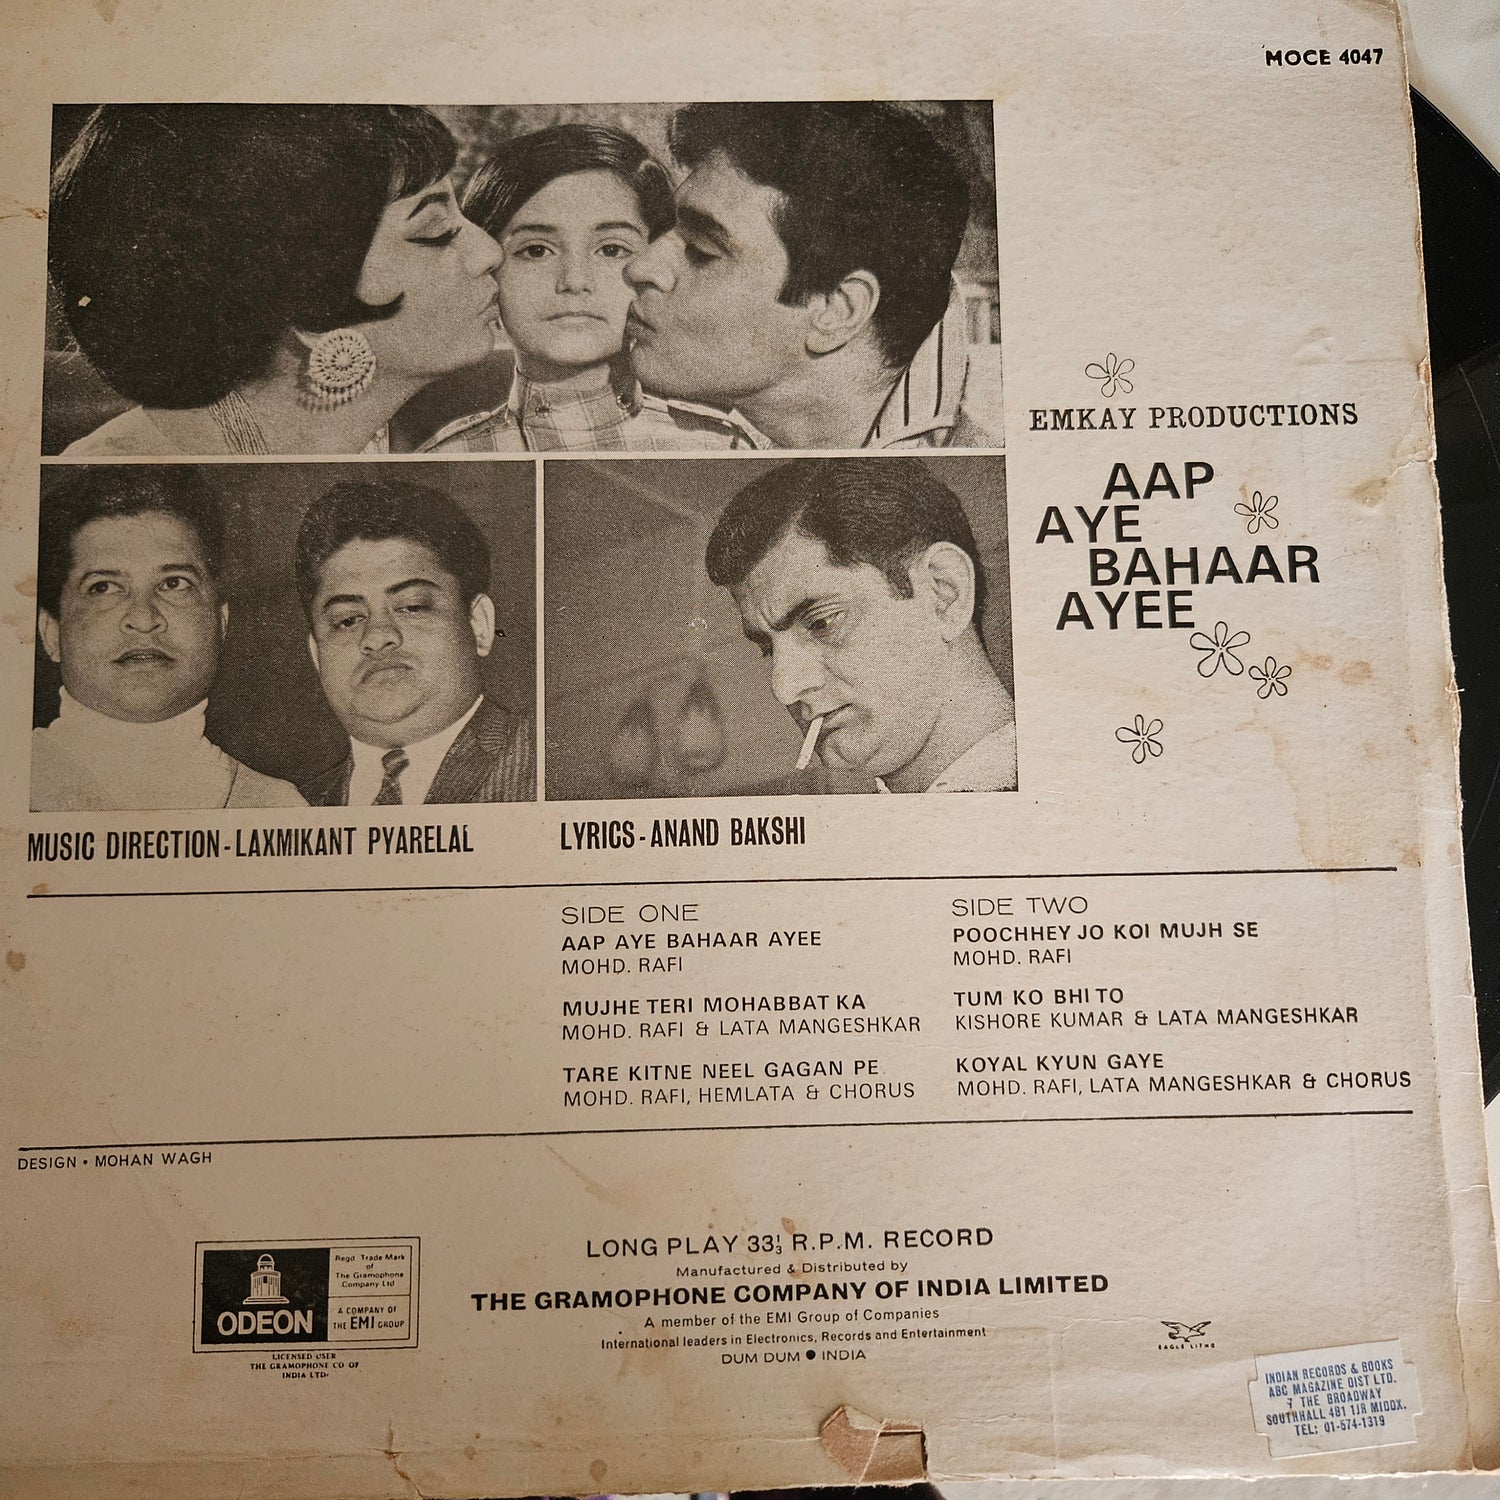 MOCE 4047
EMKAY PRODUCTIONS
AAP
AYE
BAHAAR
AYEE
MUSIC DIRECTION-LAXMIKANT PYARELAL
LYRICS-ANAND BAKSHI
SIDE ONE
AAP AYE BAHAAR AYEE
MOHD. RAFI
MUJHE TERI MOHABBAT KA
MOHD. RAFI & LATA MANGESHKAR
TARE KITNE NEEL GAGAN PE
MOHD. RAFI, HEMLATA & CHORUS
SIDE TWO
POOCHHEY JO KOI MUJH SE
MOHD. RAFI
TUM KO BHI TO
KISHORE KUMAR & LATA MANGESHKAR
KOYAL KYUN GAYE
MOHD. RAFI, LATA MANGESHKAR & CHORUS
DESIGN • MOHAN WAGH
ODEON
Regd Trade Mark
of
The Gramophone
Company Ltd
A COMPANY OF
THE EMI GROUP
LICENSED USER
THE GRAMOPHONE CO OF
INDIA LTD.
LONG PLAY 33⅓ R.P.M. RECORD
Manufactured & Distributed by
THE GRAMOPHONE COMPANY OF INDIA LIMITED
A member of the EMI Group of Companies
International leaders in Electronics, Records and Entertainment
DUM DUM ● INDIA
EAGLE LITHO
INDIAN RECORDS & BOOKS
ABC MAGAZINE DIST LTD.
7 THE BROADWAY
SOUTHHALL 4B1 1JR MIDDX.
TEL: 01-574-1319